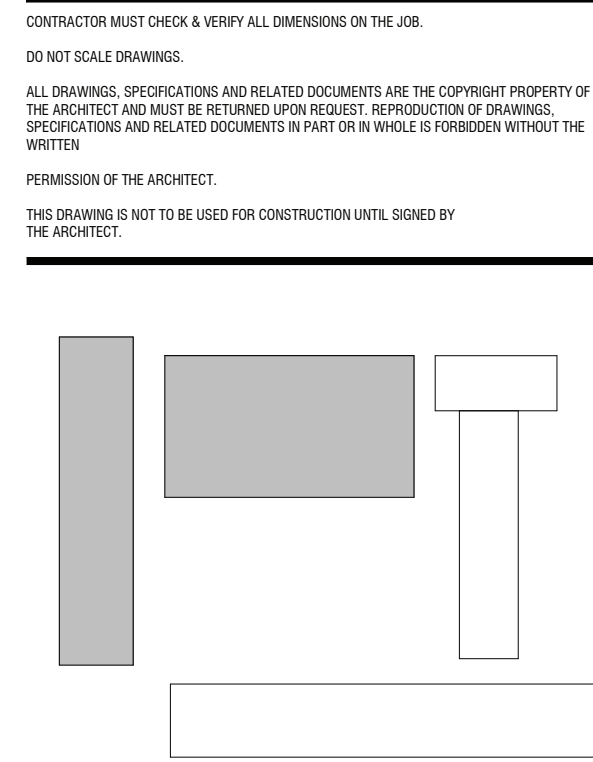 CONTRACTOR MUST CHECK & VERIFY ALL DIMENSIONS ON THE JOB.
DO NOT SCALE DRAWINGS.
ALL DRAWINGS, SPECIFICATIONS AND RELATED DOCUMENTS ARE THE COPYRIGHT PROPERTY OF
THE ARCHITECT AND MUST BE RETURNED UPON REQUEST. REPRODUCTION OF DRAWINGS,
SPECIFICATIONS AND RELATED DOCUMENTS IN PART OR IN WHOLE IS FORBIDDEN WITHOUT THE
WRITTEN
PERMISSION OF THE ARCHITECT.
THIS DRAWING IS NOT TO BE USED FOR CONSTRUCTION UNTIL SIGNED BY
THE ARCHITECT.